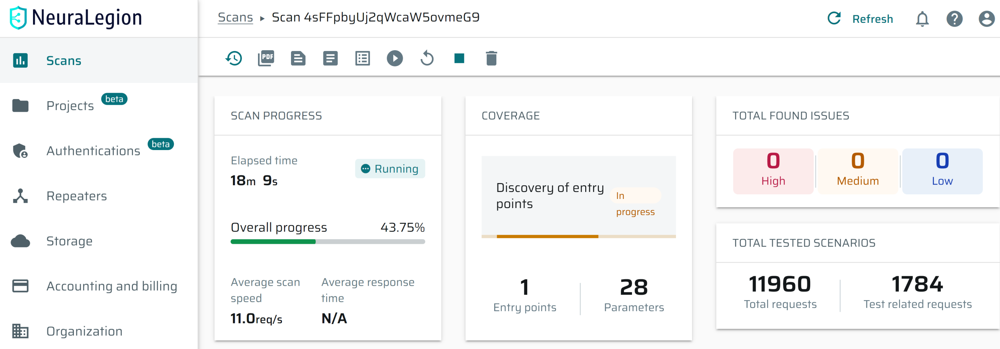 NeuraLegion
Scans ▸ Scan 4sFFpbyUj2qWcaW5ovmeG9
Refresh
Scans
Projects beta
Authentications beta
Repeaters
Storage
Accounting and billing
Organization
PDF
SCAN PROGRESS
Elapsed time
18m 9s
Running
Overall progress 43.75%
Average scan
speed
11.0req/s
Average response
time
N/A
COVERAGE
Discovery of entry
points
In
progress
1
Entry points
28
Parameters
TOTAL FOUND ISSUES
0
High
0
Medium
0
Low
TOTAL TESTED SCENARIOS
11960
Total requests
1784
Test related requests